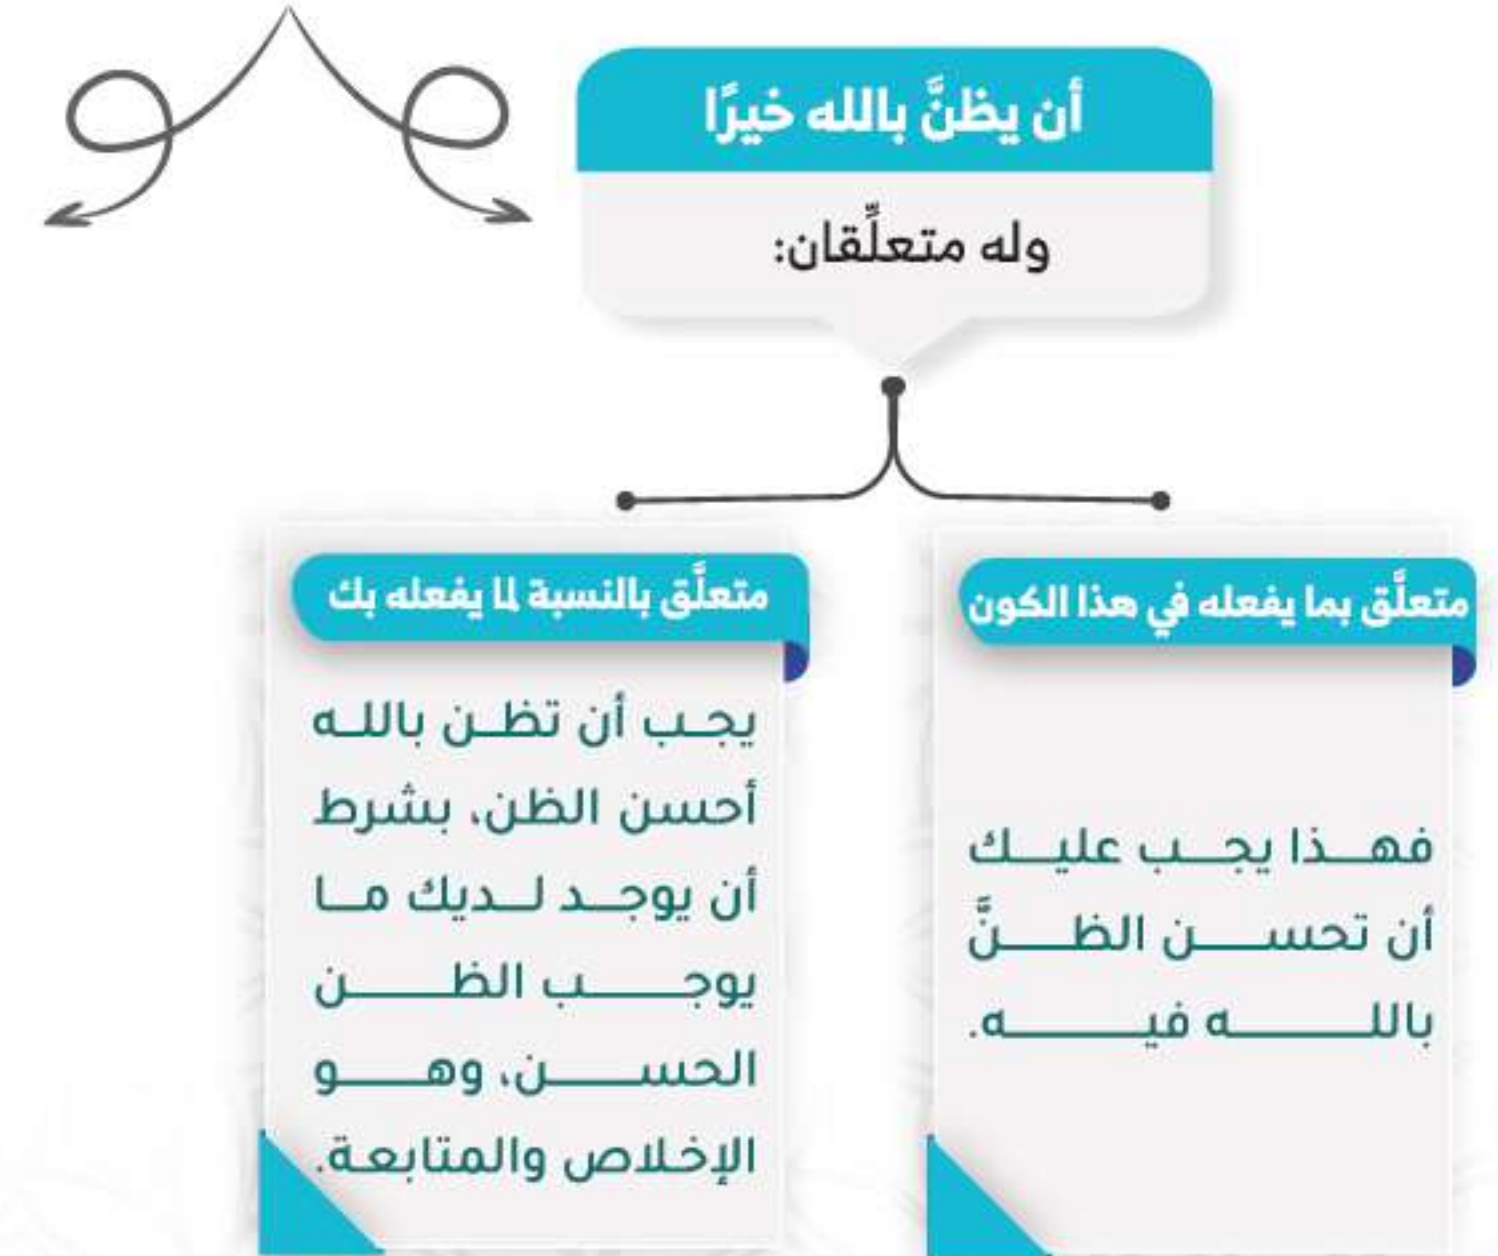 أن يظنَّ بالله خيرًا
وله متعلَّقان:
متعلَّق بما يفعله في هذا الكون
فهذا يجب عليك
أن تحسن الظنَّ
بالله فيه.
متعلَّق بالنسبة لما يفعله بك
يجب أن تظن بالله
أحسن الظن، بشرط
أن يوجد لديك ما
يوجب الظن
الحسن، وهو
الإخلاص والمتابعة.